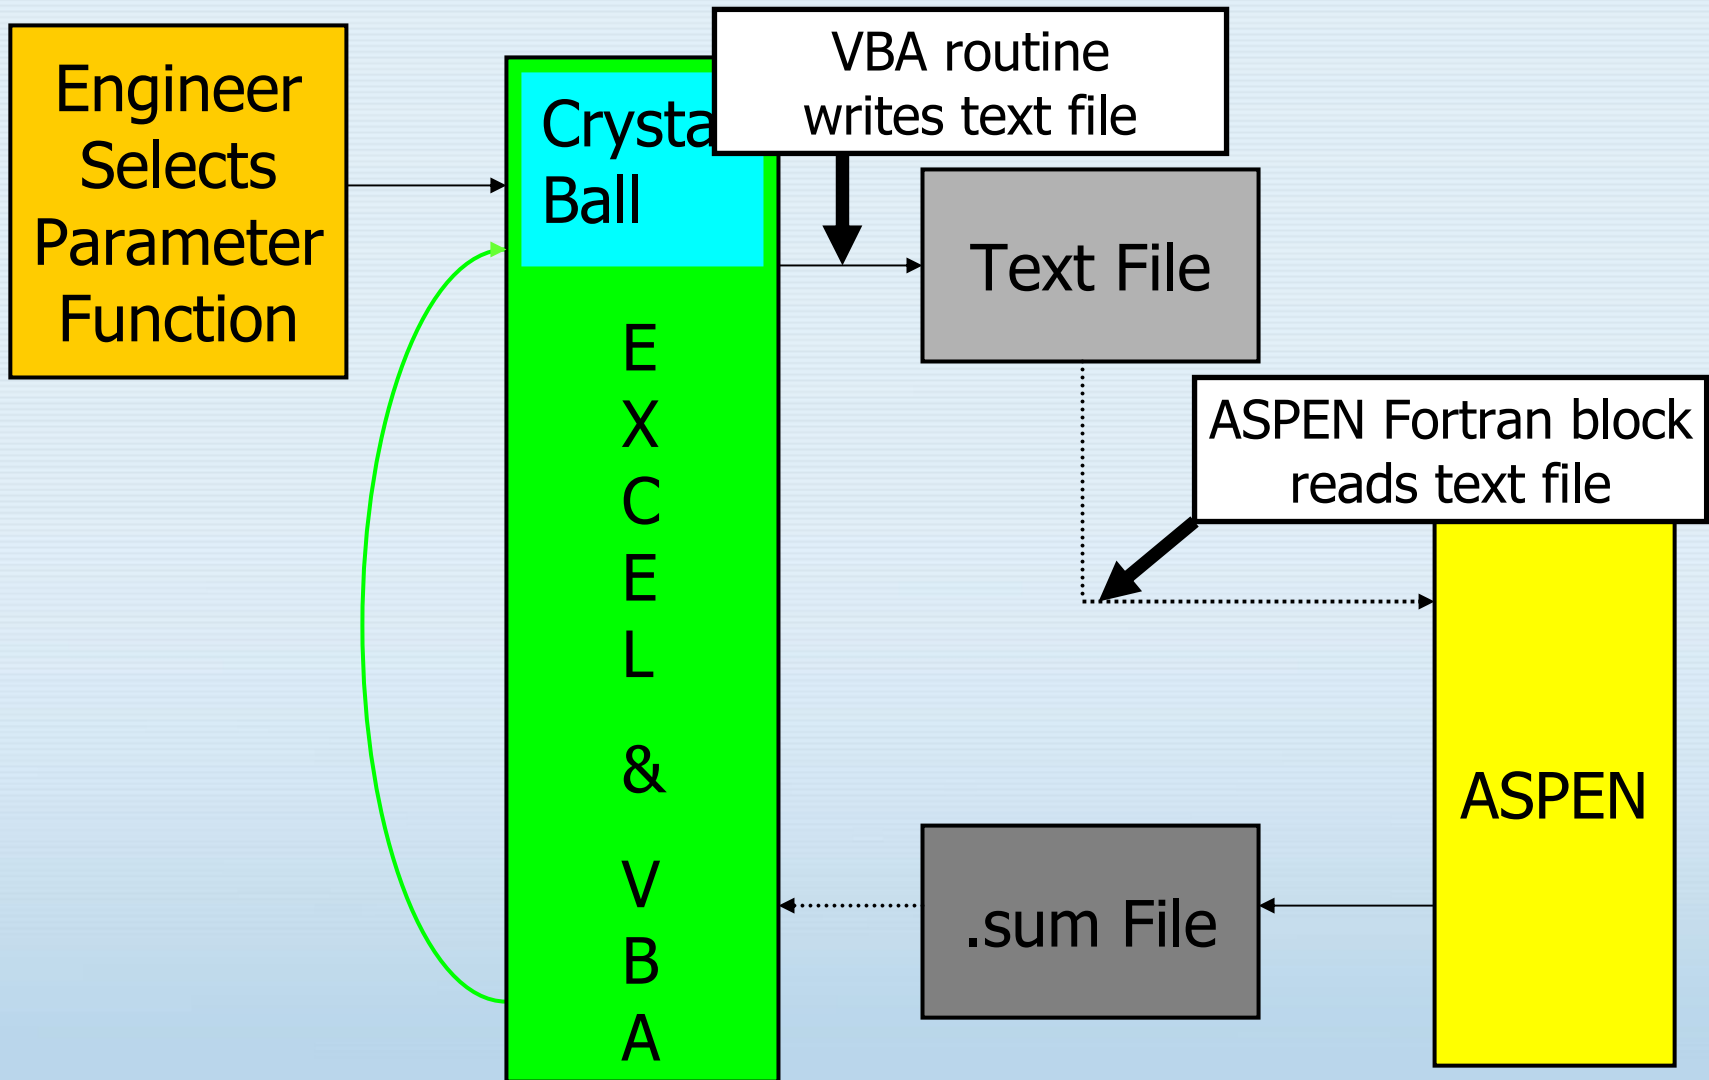 Engineer
Selects
Parameter
Function
Crysta
Ball
VBA routine
writes text file
Text File
ASPEN Fortran block
reads text file
E
X
C
E
L
&
V
B
A
ASPEN
.sum File